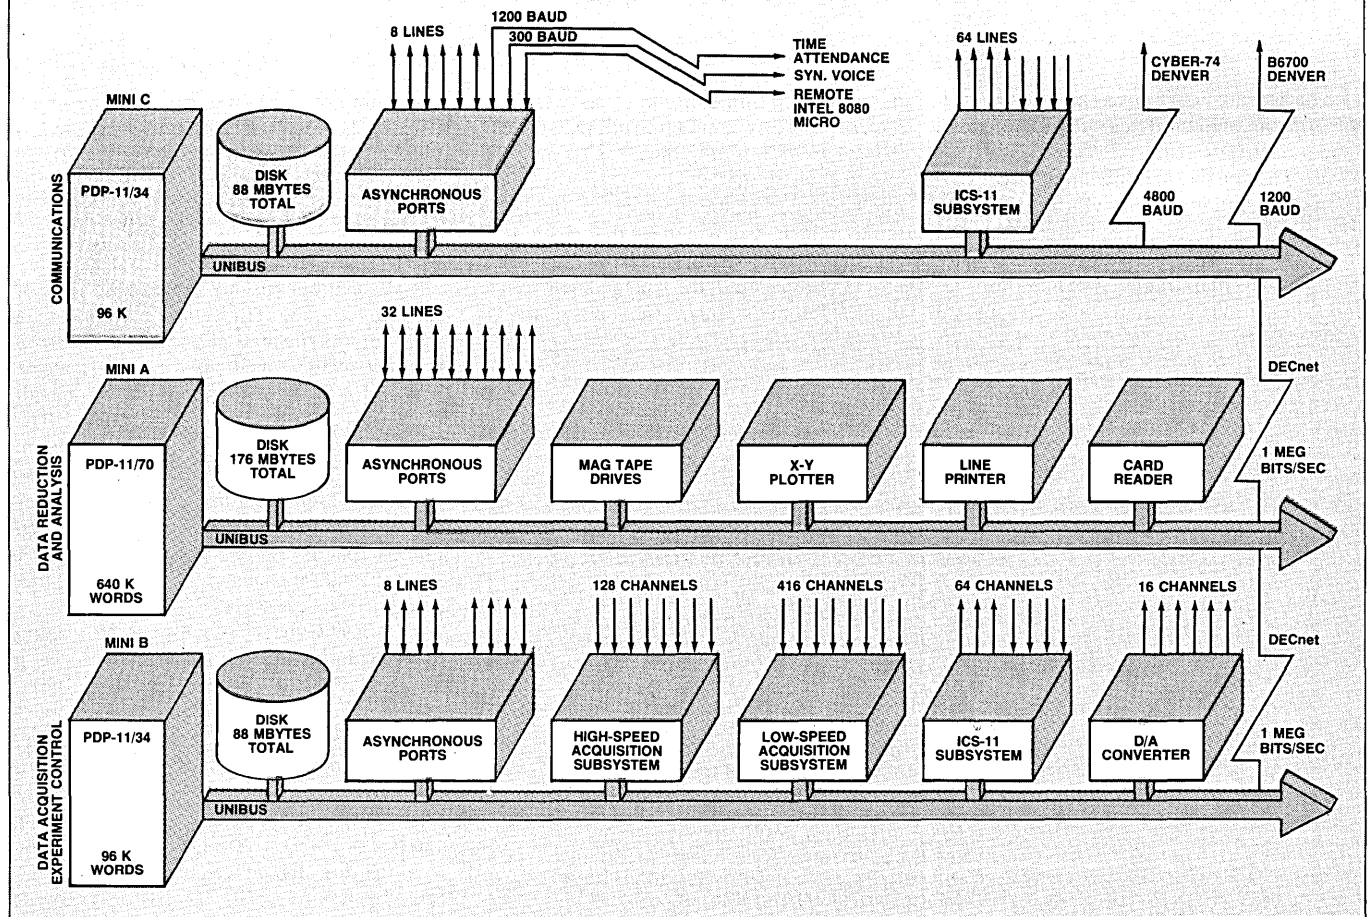 1200 BAUD
8 LINES
300 BAUD
TIME
ATTENDANCE
SYN. VOICE
REMOTE
INTEL 8080
MICRO
64 LINES
CYBER-74
DENVER
B6700
DENVER
COMMUNICATIONS
MINI C
PDP-11/34
96 K
DISK
88 MBYTES
TOTAL
ASYNCHRONOUS
PORTS
ICS-11
SUBSYSTEM
4800
BAUD
1200
BAUD
UNIBUS
DATA REDUCTION
AND ANALYSIS
MINI A
PDP-11/70
640 K
WORDS
DISK
176 MBYTES
TOTAL
32 LINES
ASYNCHRONOUS
PORTS
MAG TAPE
DRIVES
X-Y
PLOTTER
LINE
PRINTER
CARD
READER
DECnet
1 MEG
BITS/SEC
UNIBUS
DATA ACQUISITION
EXPERIMENT CONTROL
MINI B
PDP-11/34
96 K
WORDS
DISK
88 MBYTES
TOTAL
8 LINES
ASYNCHRONOUS
PORTS
128 CHANNELS
HIGH-SPEED
ACQUISITION
SUBSYSTEM
416 CHANNELS
LOW-SPEED
ACQUISITION
SUBSYSTEM
64 CHANNELS
ICS-11
SUBSYSTEM
16 CHANNELS
D/A
CONVERTER
DECnet
1 MEG
BITS/SEC
UNIBUS